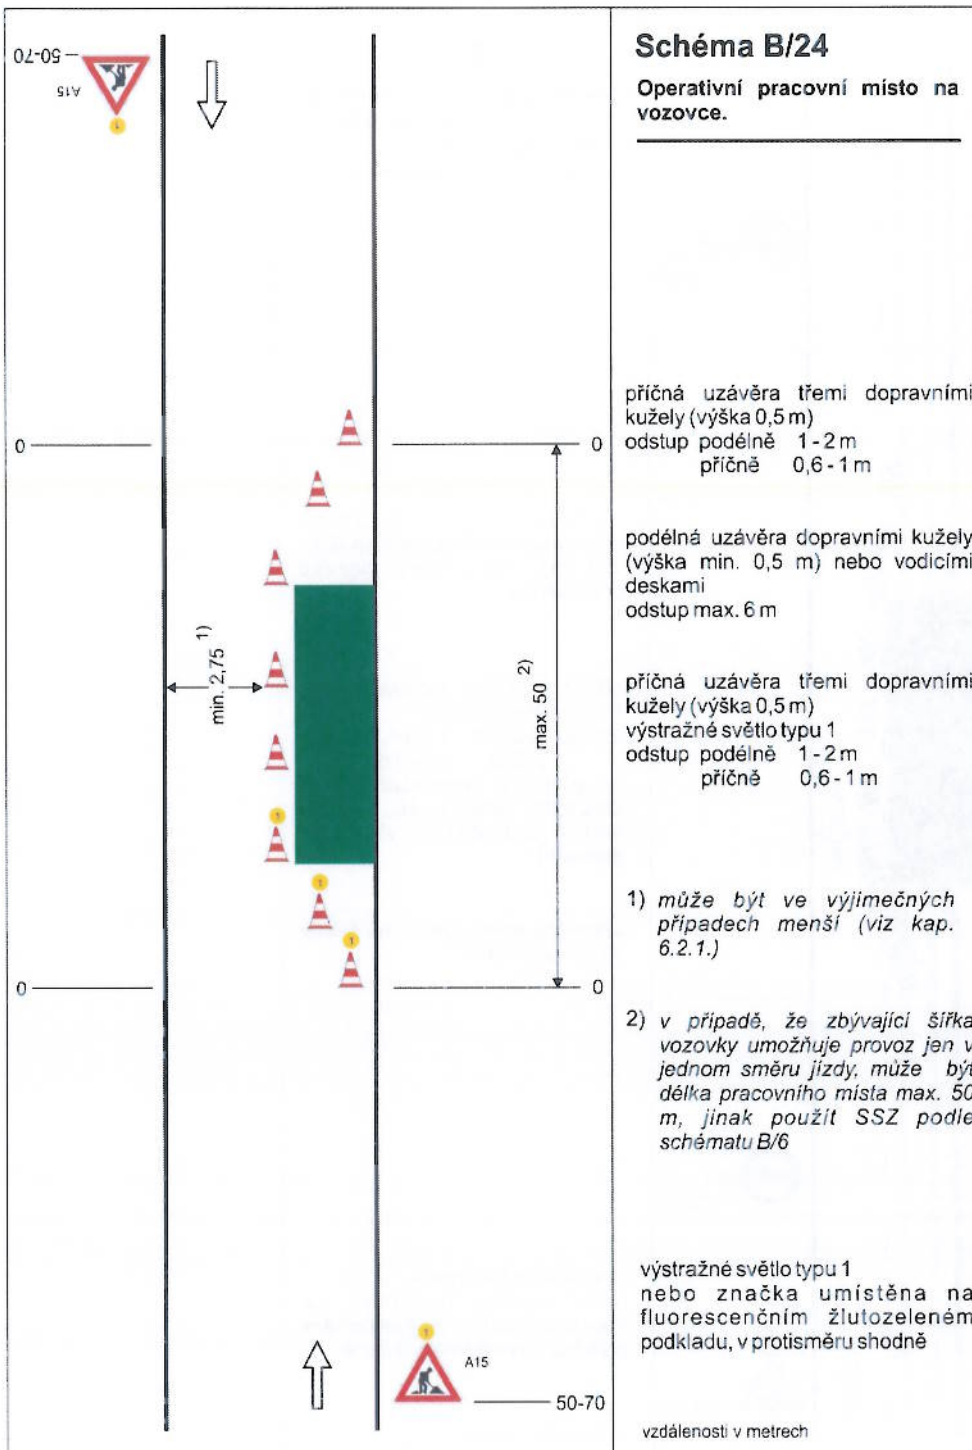 50-70
A15
1
Schéma B/24
Operativní pracovní místo na
vozovce.
0
0
příčná uzávěra třemi dopravními
kužely (výška 0,5 m)
odstup podélně 1 - 2 m
příčně 0,6 - 1 m
podélná uzávěra dopravními kužely
(výška min. 0,5 m) nebo vodicími
deskami
odstup max. 6 m
min. 2,75 1)
max. 50 2)
příčná uzávěra třemi dopravními
kužely (výška 0,5 m)
výstražné světlo typu 1
odstup podélně 1 - 2 m
příčně 0,6 - 1 m
1
1
1
0
0
1) může být ve výjimečných
případech menší (viz kap.
6.2.1.)
2) v případě, že zbývající šířka
vozovky umožňuje provoz jen v
jednom směru jízdy, může být
délka pracovního místa max. 50
m, jinak použít SSZ podle
schématu B/6
výstražné světlo typu 1
nebo značka umístěna na
fluorescenčním žlutozeleném
podkladu, v protisměru shodně
1
A15
50-70
vzdálenosti v metrech